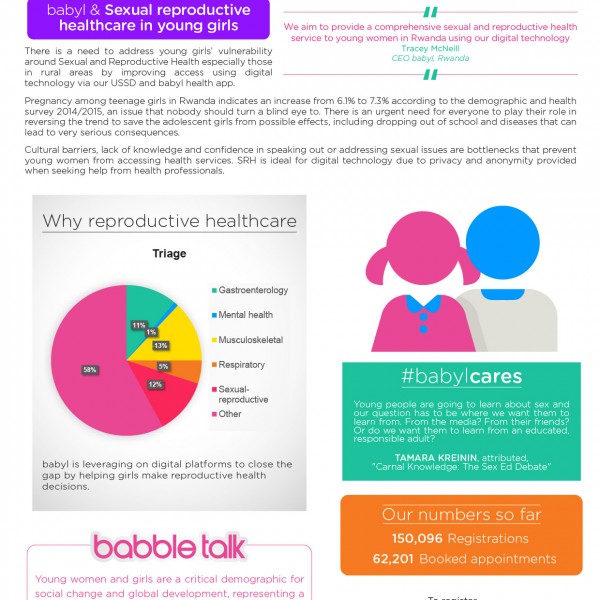 babyl & Sexual reproductive
healthcare in young girls
We aim to provide a comprehensive sexual and reproductive health
service to young women in Rwanda using our digital technology
Tracey McNeill
CEO babyl, Rwanda
There is a need to address young girls' vulnerability
around Sexual and Reproductive Health especially those
in rural areas by improving access using digital
technology via our USSD and babyl health app.
Pregnancy among teenage girls in Rwanda indicates an increase from 6.1% to 7.3% according to the demographic and health
survey 2014/2015, an issue that nobody should turn a blind eye to. There is an urgent need for everyone to play their role in
reversing the trend to save the adolescent girls from possible effects, including dropping out of school and diseases that can
lead to very serious consequences.
Cultural barriers, lack of knowledge and confidence in speaking out or addressing sexual issues are bottlenecks that prevent
young women from accessing health services. SRH is ideal for digital technology due to privacy and anonymity provided
when seeking help from health professionals.
Why reproductive healthcare
Triage
11%
1%
13%
5%
12%
58%
Gastroenterology
Mental health
Musculoskeletal
Respiratory
Sexual-
reproductive
Other
babyl is leveraging on digital platforms to close the
gap by helping girls make reproductive health
decisions.
#babylcares
Young people are going to learn about sex and
our question has to be where we want them to
learn from. From the media? From their friends?
Or do we want them to learn from an educated,
responsible adult?
TAMARA KREININ, attributed,
"Carnal Knowledge: The Sex Ed Debate"
Our numbers so far
150,096 Registrations
62,201 Booked appointments
babble talk
Young women and girls are a critical demographic for
social change and global development, representing a
To register